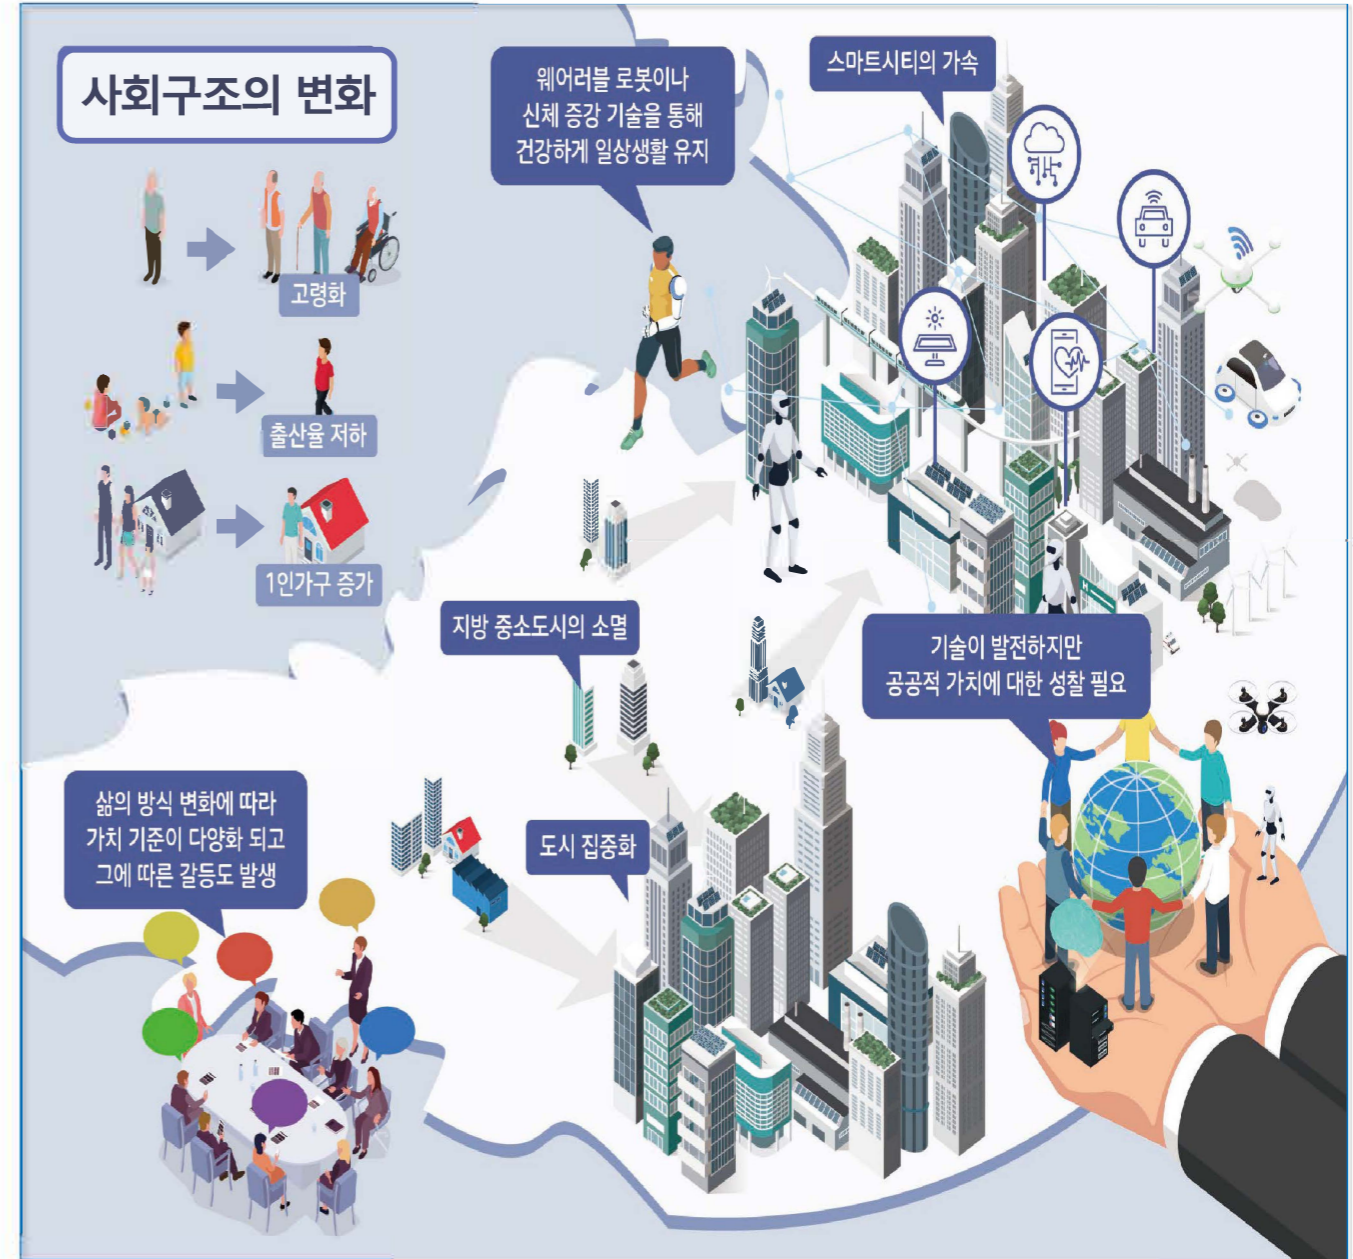 사회구조의 변화
고령화
출산율 저하
1인가구 증가
웨어러블 로봇이나
신체 증강 기술을 통해
건강하게 일상생활 유지
스마트시티의 가속
지방 중소도시의 소멸
기술이 발전하지만
공공적 가치에 대한 성찰 필요
삶의 방식 변화에 따라
가치 기준이 다양화 되고
그에 따른 갈등도 발생
도시 집중화
H